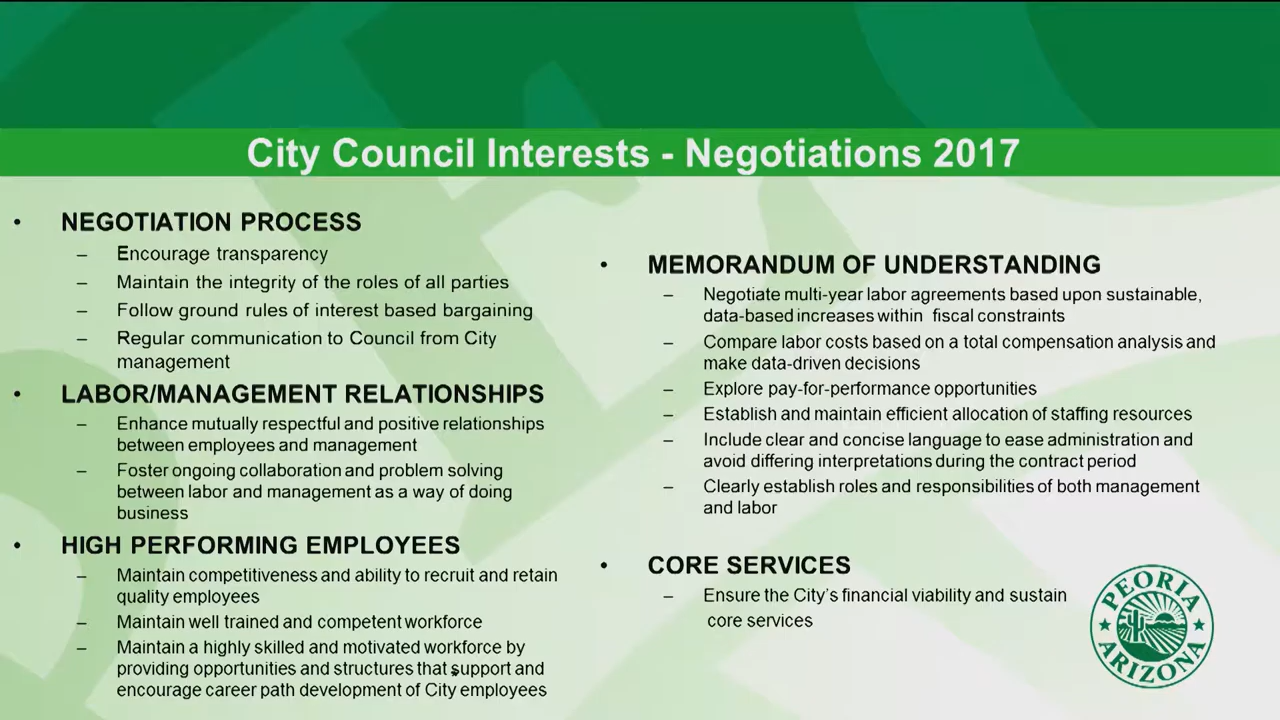 City Council Interests - Negotiations 2017
• NEGOTIATION PROCESS
– Encourage transparency
– Maintain the integrity of the roles of all parties
– Follow ground rules of interest based bargaining
– Regular communication to Council from City
management
• LABOR/MANAGEMENT RELATIONSHIPS
– Enhance mutually respectful and positive relationships
between employees and management
– Foster ongoing collaboration and problem solving
between labor and management as a way of doing
business
• HIGH PERFORMING EMPLOYEES
– Maintain competitiveness and ability to recruit and retain
quality employees
– Maintain well trained and competent workforce
– Maintain a highly skilled and motivated workforce by
providing opportunities and structures that support and
encourage career path development of City employees
• MEMORANDUM OF UNDERSTANDING
– Negotiate multi-year labor agreements based upon sustainable,
data-based increases within fiscal constraints
– Compare labor costs based on a total compensation analysis and
make data-driven decisions
– Explore pay-for-performance opportunities
– Establish and maintain efficient allocation of staffing resources
– Include clear and concise language to ease administration and
avoid differing interpretations during the contract period
– Clearly establish roles and responsibilities of both management
and labor
• CORE SERVICES
– Ensure the City's financial viability and sustain
core services
PEORIA
ARIZONA